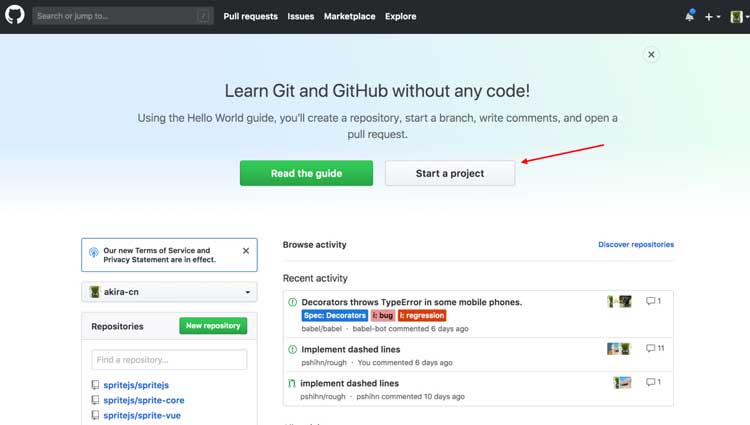 Search or jump to... /
Pull requests Issues Marketplace Explore
Learn Git and GitHub without any code!
Using the Hello World guide, you'll create a repository, start a branch, write comments, and open a
pull request.
Read the guide
Start a project
Our new Terms of Service and
Privacy Statement are in effect.
akira-cn
Repositories
New repository
Find a repository...
spritejs/spritejs
spritejs/sprite-core
spritejs/sprite-vue
Browse activity
Discover repositories
Recent activity
Decorators throws TypeError in some mobile phones.
1
Spec: Decorators i: bug i: regression
babel/babel · babel-bot commented 6 days ago
Implement dashed lines
11
pshihn/rough · You commented 6 days ago
implement dashed lines
1
pshihn/rough · pshihn commented 10 days ago